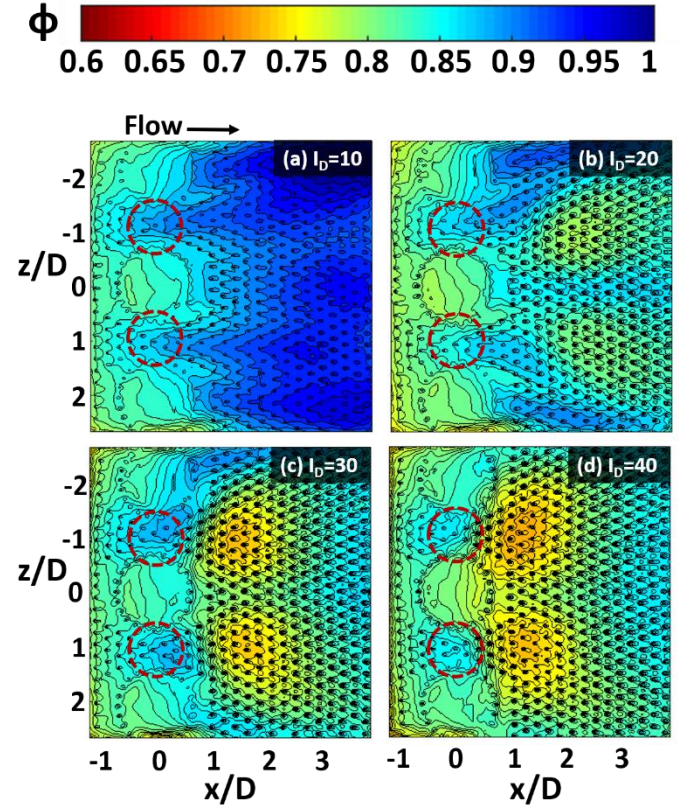 Φ
0.6 0.65 0.7 0.75 0.8 0.85 0.9 0.95 1
Flow
(a) I_D=10
(b) I_D=20
-2
-1
z/D 0
1
2
(c) I_D=30
(d) I_D=40
-2
-1
z/D 0
1
2
-1 0 1 2 3 -1 0 1 2 3
x/D x/D